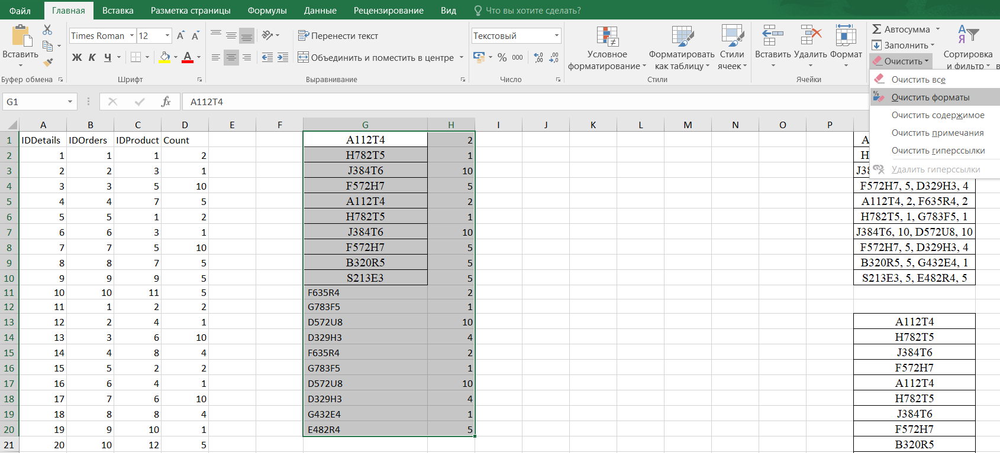 Файл Главная Вставка Разметка страницы Формулы Данные Рецензирование Вид Что вы хотите сделать?
Вставить
Буфер обмена
Times Roman 12
Ж К Ч
Шрифт
Перенести текст
Объединить и поместить в центре
Выравнивание
Текстовый
% 000
Число
Условное форматирование
Форматировать как таблицу
Стили ячеек
Стили
Вставить Удалить Формат
Ячейки
Автосумма
Заполнить
Очистить
Сортировка
и фильтр
Очистить все
Очистить форматы
Очистить содержимое
Очистить примечания
Очистить гиперссылки
Удалить гиперссылки
G1 fx A112T4
A B C D E F G H I J K L M N O P
1 IDDetails IDOrders IDProduct Count A112T4 2 A
2 1 1 1 2 H782T5 1 H
3 2 2 3 1 J384T6 10
4 3 3 5 10 F572H7 5 F572H7, 5, D329H3, 4
5 4 4 7 5 A112T4 2 A112T4, 2, F635R4, 2
6 5 5 1 2 H782T5 1 H782T5, 1, G783F5, 1
7 6 6 3 1 J384T6 10 J384T6, 10, D572U8, 10
8 7 7 5 10 F572H7 5 F572H7, 5, D329H3, 4
9 8 8 7 5 B320R5 5 B320R5, 5, G432E4, 1
10 9 9 9 5 S213E3 5 S213E3, 5, E482R4, 5
11 10 10 11 5 F635R4 2
12 11 1 2 2 G783F5 1
13 12 2 4 1 D572U8 10 A112T4
14 13 3 6 10 D329H3 4 H782T5
15 14 4 8 4 F635R4 2 J384T6
16 15 5 2 2 G783F5 1 F572H7
17 16 6 4 1 D572U8 10 A112T4
18 17 7 6 10 D329H3 4 H782T5
19 18 8 8 4 G432E4 1 J384T6
20 19 9 10 1 E482R4 5 F572H7
21 20 10 12 5 B320R5